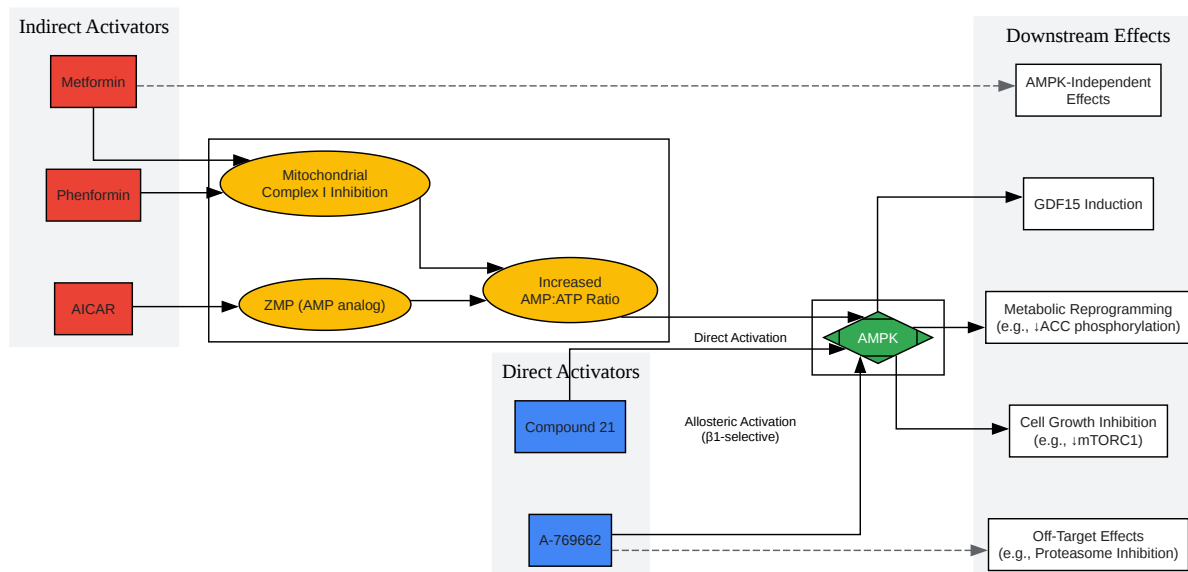 Indirect Activators
Metformin
Phenformin
AICAR
Mitochondrial
Complex I Inhibition
ZMP (AMP analog)
Increased
AMP:ATP Ratio
Direct Activators
Compound 21
A-769662
Direct Activation
Allosteric Activation
(β1-selective)
AMPK
Downstream Effects
AMPK-Independent
Effects
GDF15 Induction
Metabolic Reprogramming
(e.g., ↓ACC phosphorylation)
Cell Growth Inhibition
(e.g., ↓mTORC1)
Off-Target Effects
(e.g., Proteasome Inhibition)